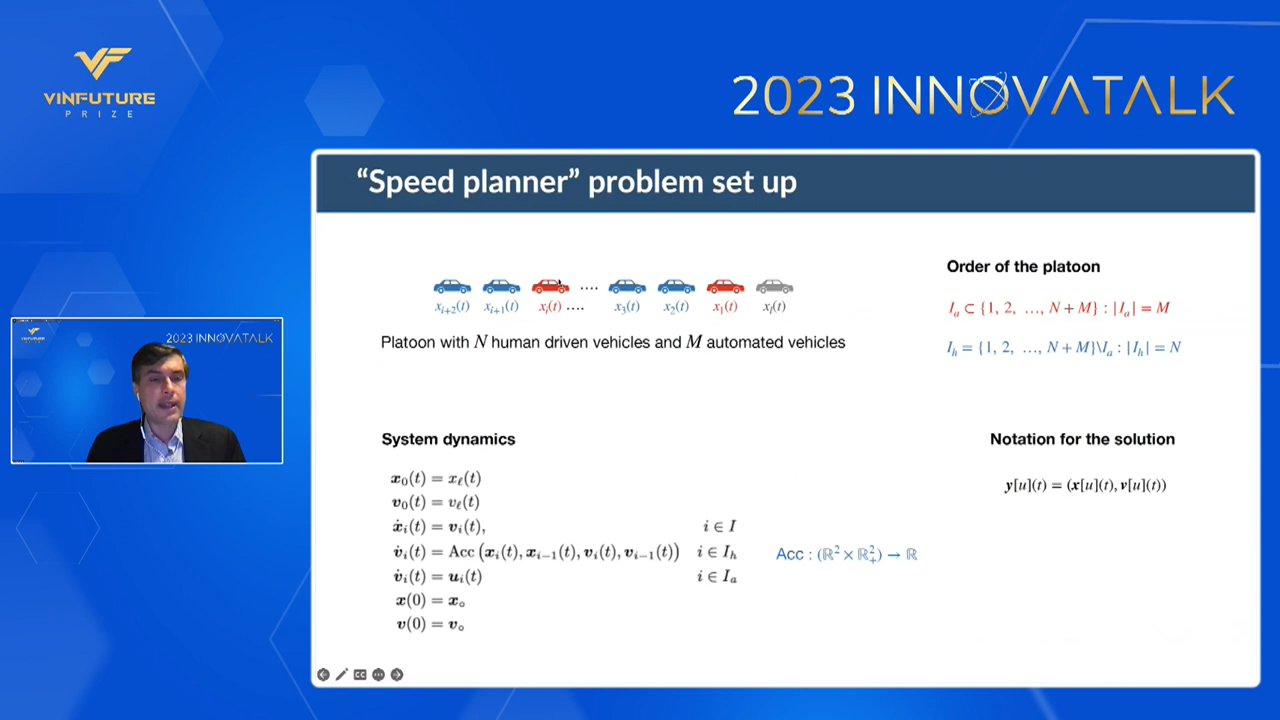 VINFUTURE
PRIZE
2023 INNOVATALK
“Speed planner” problem set up
x_{i+2}(t) x_{i+1}(t) x_i(t) .... x_3(t) x_2(t) x_1(t) x_l(t)
Platoon with N human driven vehicles and M automated vehicles
Order of the platoon
I_a ⊂ {1, 2, …, N + M} : |I_a| = M
I_h = {1, 2, …, N + M}\I_a : |I_h| = N
2023 INNOVATALK
System dynamics
x_0(t) = x_ℓ(t)
v_0(t) = v_ℓ(t)
ẋ_i(t) = v_i(t), i ∈ I
v̇_i(t) = Acc (x_i(t), x_{i−1}(t), v_i(t), v_{i−1}(t)) i ∈ I_h
v̇_i(t) = u_i(t) i ∈ I_a
x(0) = x_∘
v(0) = v_∘
Acc : (ℝ² × ℝ²₊) → ℝ
Notation for the solution
y[u](t) = (x[u](t), v[u](t))
CC